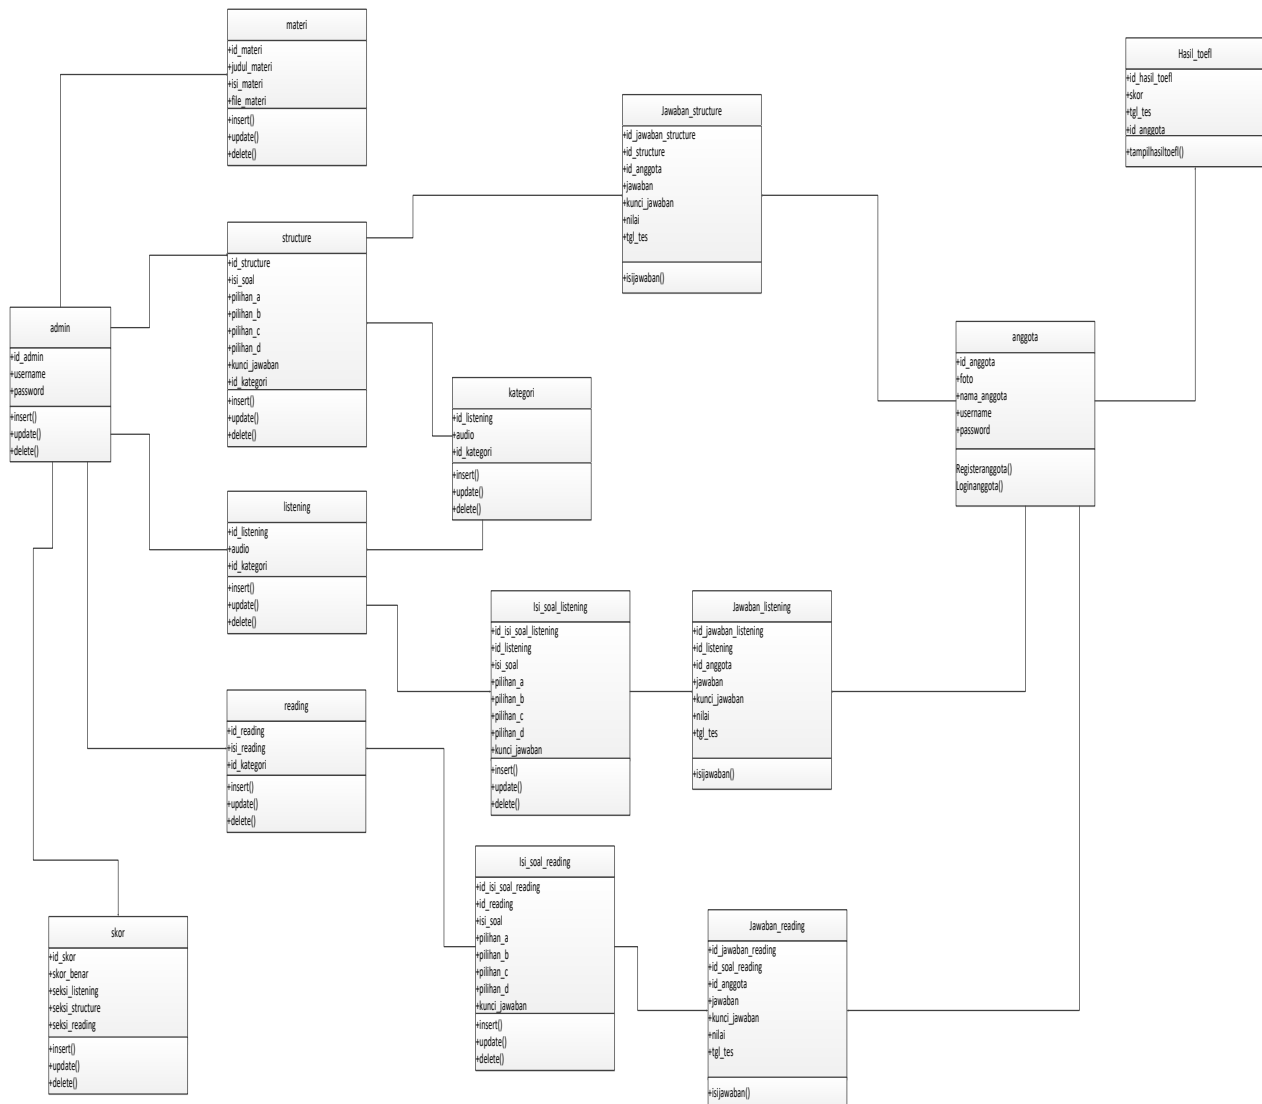 materi
+id_materi
+judul_materi
+isi_materi
+file_materi
+insert()
+update()
+delete()
Hasil_toefl
+id_hasil_toefl
+skor
+tgl_tes
+id_anggota
+tampilhasiltoefl()
Jawaban_structure
+id_jawaban_structure
+id_structure
+id_anggota
+jawaban
+kunci_jawaban
+nilai
+tgl_tes
+isijawaban()
structure
+id_structure
+isi_soal
+pilihan_a
+pilihan_b
+pilihan_c
+pilihan_d
+kunci_jawaban
+id_kategori
+insert()
+update()
+delete()
admin
+id_admin
+username
+password
+insert()
+update()
+delete()
kategori
+id_listening
+audio
+id_kategori
+insert()
+update()
+delete()
anggota
+id_anggota
+foto
+nama_anggota
+username
+password
Registeranggota()
Loginanggota()
listening
+id_listening
+audio
+id_kategori
+insert()
+update()
+delete()
Isi_soal_listening
+id_isi_soal_listening
+id_listening
+isi_soal
+pilihan_a
+pilihan_b
+pilihan_c
+pilihan_d
+kunci_jawaban
+insert()
+update()
+delete()
Jawaban_listening
+id_jawaban_listening
+id_listening
+id_anggota
+jawaban
+kunci_jawaban
+nilai
+tgl_tes
+isijawaban()
reading
+id_reading
+isi_reading
+id_kategori
+insert()
+update()
+delete()
Isi_soal_reading
+id_isi_soal_reading
+id_reading
+isi_soal
+pilihan_a
+pilihan_b
+pilihan_c
+pilihan_d
+kunci_jawaban
+insert()
+update()
+delete()
Jawaban_reading
+id_jawaban_reading
+id_soal_reading
+id_anggota
+jawaban
+kunci_jawaban
+nilai
+tgl_tes
+isijawaban()
skor
+id_skor
+skor_benar
+seksi_listening
+seksi_structure
+seksi_reading
+insert()
+update()
+delete()